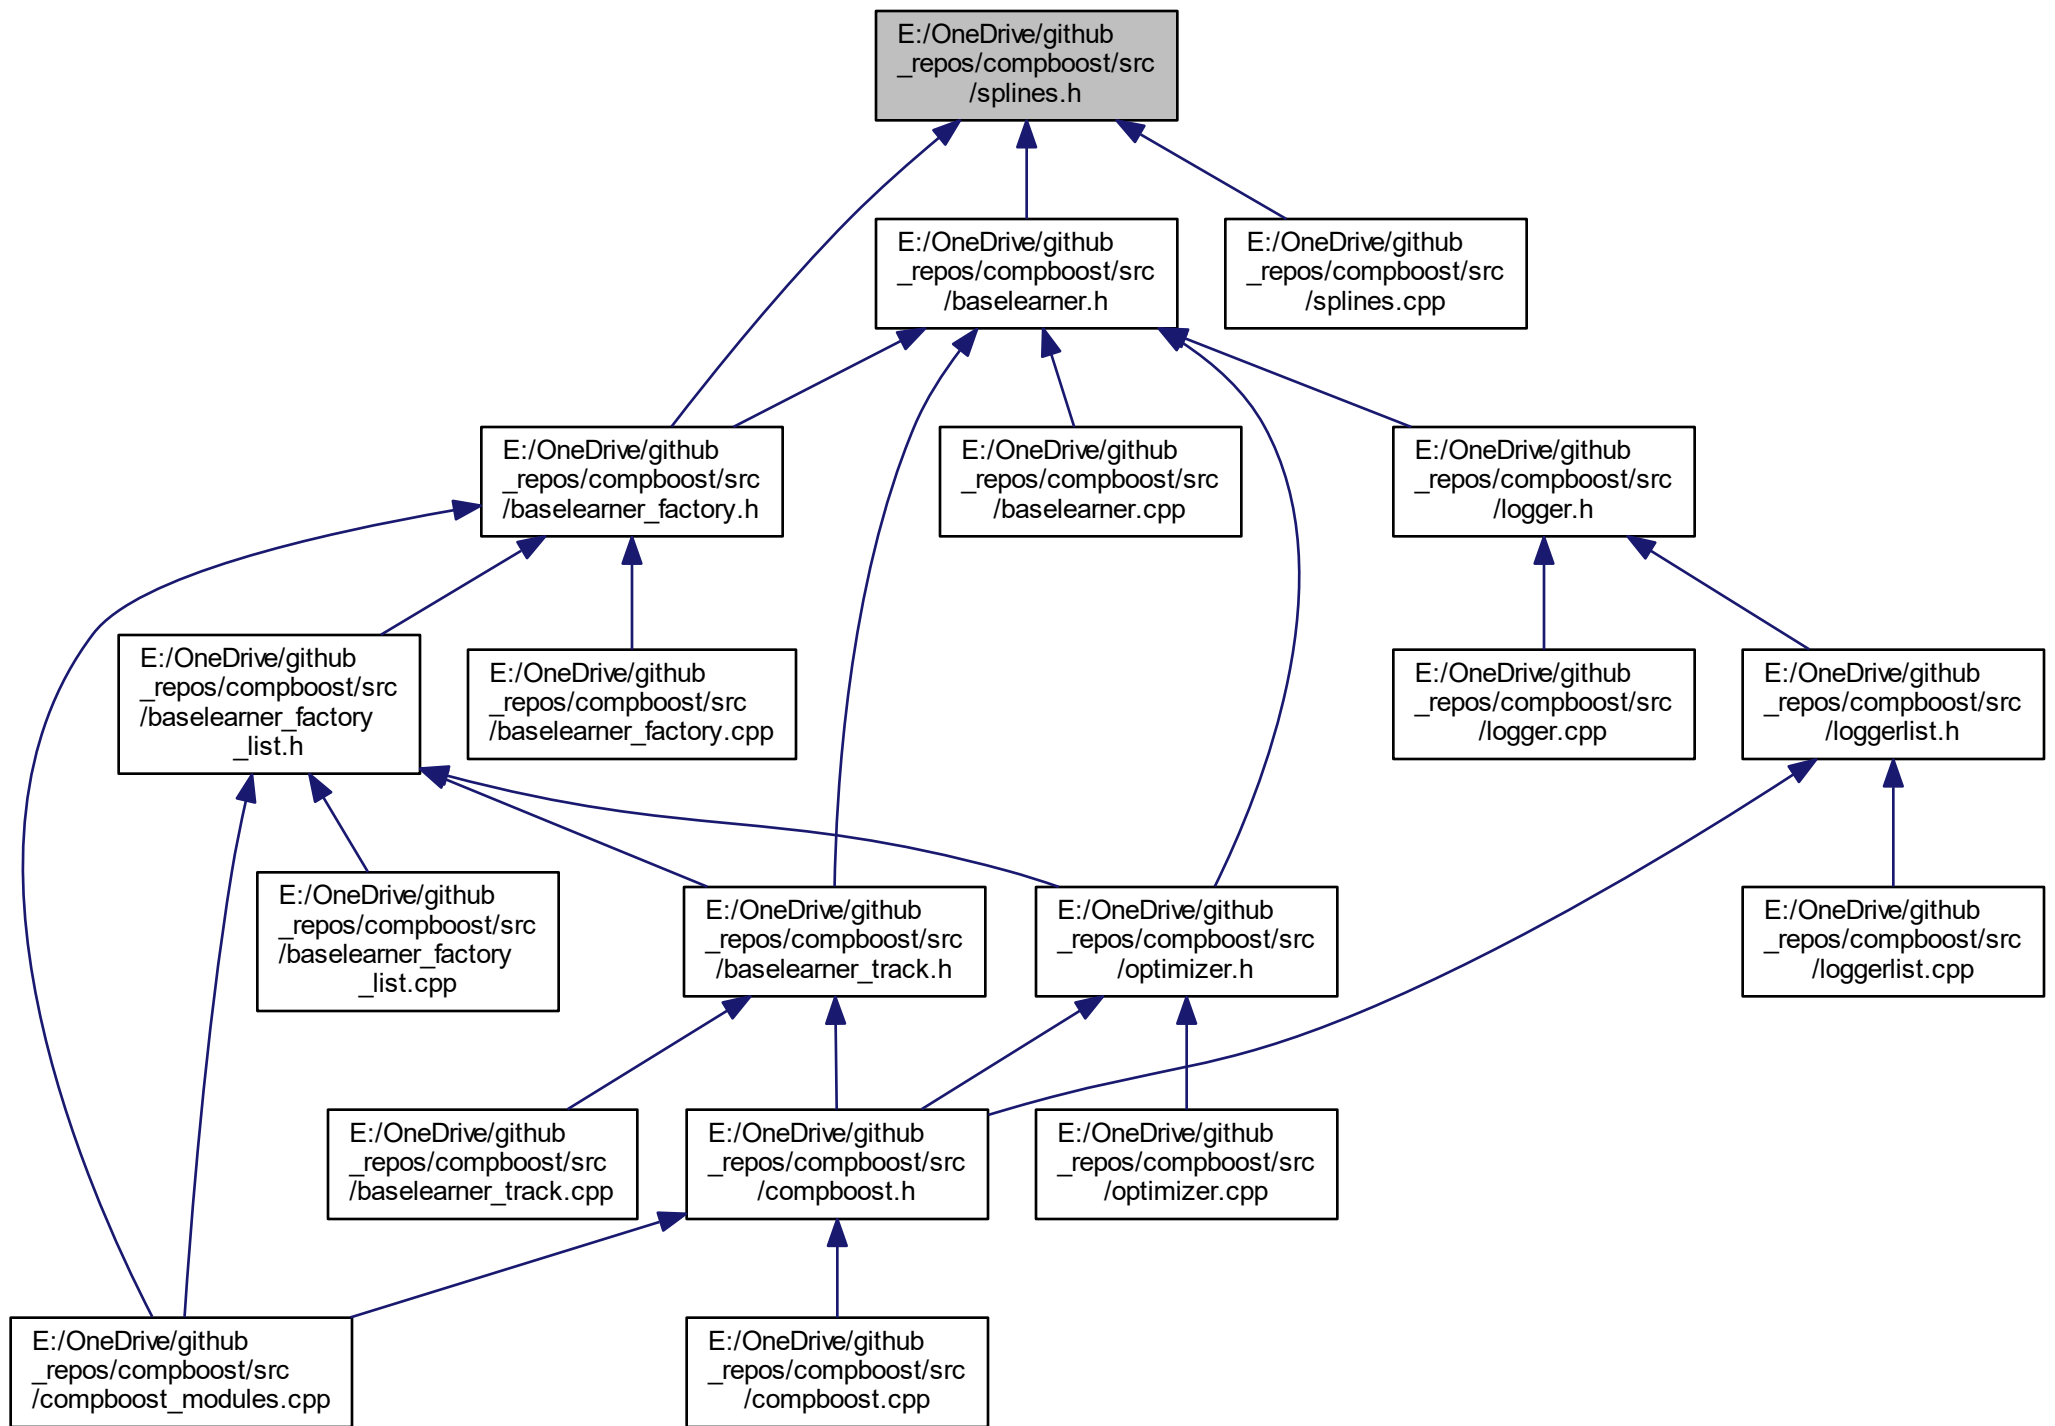 E:/OneDrive/github
_repos/compboost/src
/splines.h
E:/OneDrive/github
_repos/compboost/src
/baselearner.h
E:/OneDrive/github
_repos/compboost/src
/splines.cpp
E:/OneDrive/github
_repos/compboost/src
/baselearner_factory.h
E:/OneDrive/github
_repos/compboost/src
/baselearner.cpp
E:/OneDrive/github
_repos/compboost/src
/logger.h
E:/OneDrive/github
_repos/compboost/src
/baselearner_factory
_list.h
E:/OneDrive/github
_repos/compboost/src
/baselearner_factory.cpp
E:/OneDrive/github
_repos/compboost/src
/logger.cpp
E:/OneDrive/github
_repos/compboost/src
/loggerlist.h
E:/OneDrive/github
_repos/compboost/src
/baselearner_factory
_list.cpp
E:/OneDrive/github
_repos/compboost/src
/baselearner_track.h
E:/OneDrive/github
_repos/compboost/src
/optimizer.h
E:/OneDrive/github
_repos/compboost/src
/loggerlist.cpp
E:/OneDrive/github
_repos/compboost/src
/baselearner_track.cpp
E:/OneDrive/github
_repos/compboost/src
/compboost.h
E:/OneDrive/github
_repos/compboost/src
/optimizer.cpp
E:/OneDrive/github
_repos/compboost/src
/compboost_modules.cpp
E:/OneDrive/github
_repos/compboost/src
/compboost.cpp